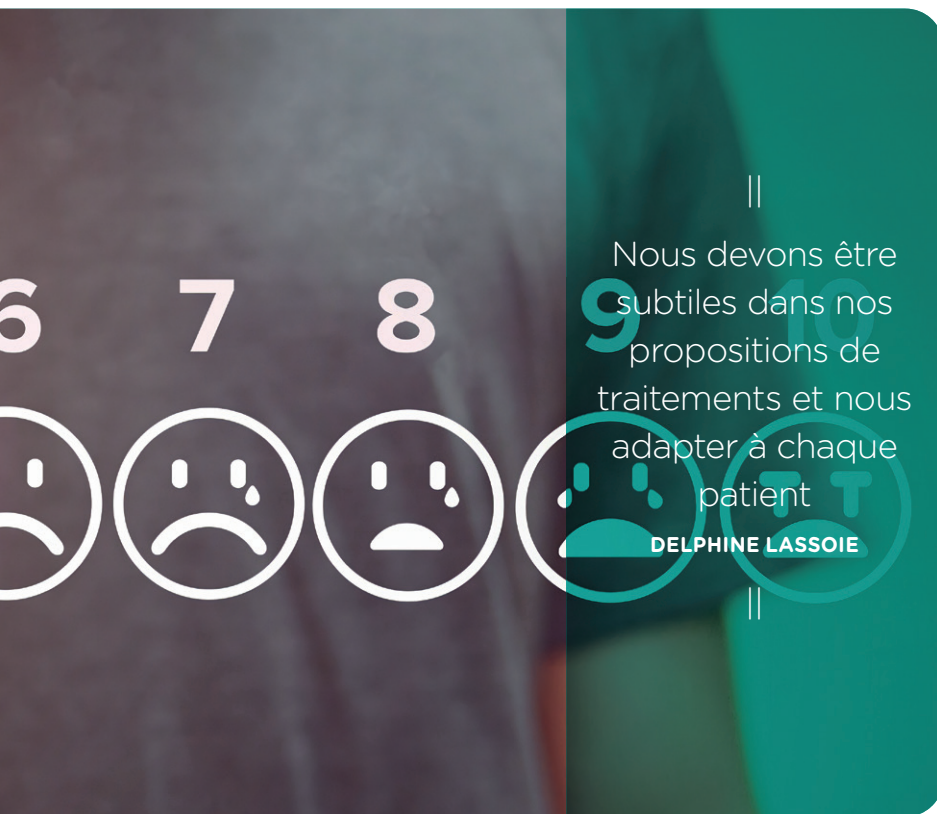 ||
Nous devons être
subtiles dans nos
propositions de
traitements et nous
adapter à chaque
patient
DELPHINE LASSOIE
||
6 7 8 9 10